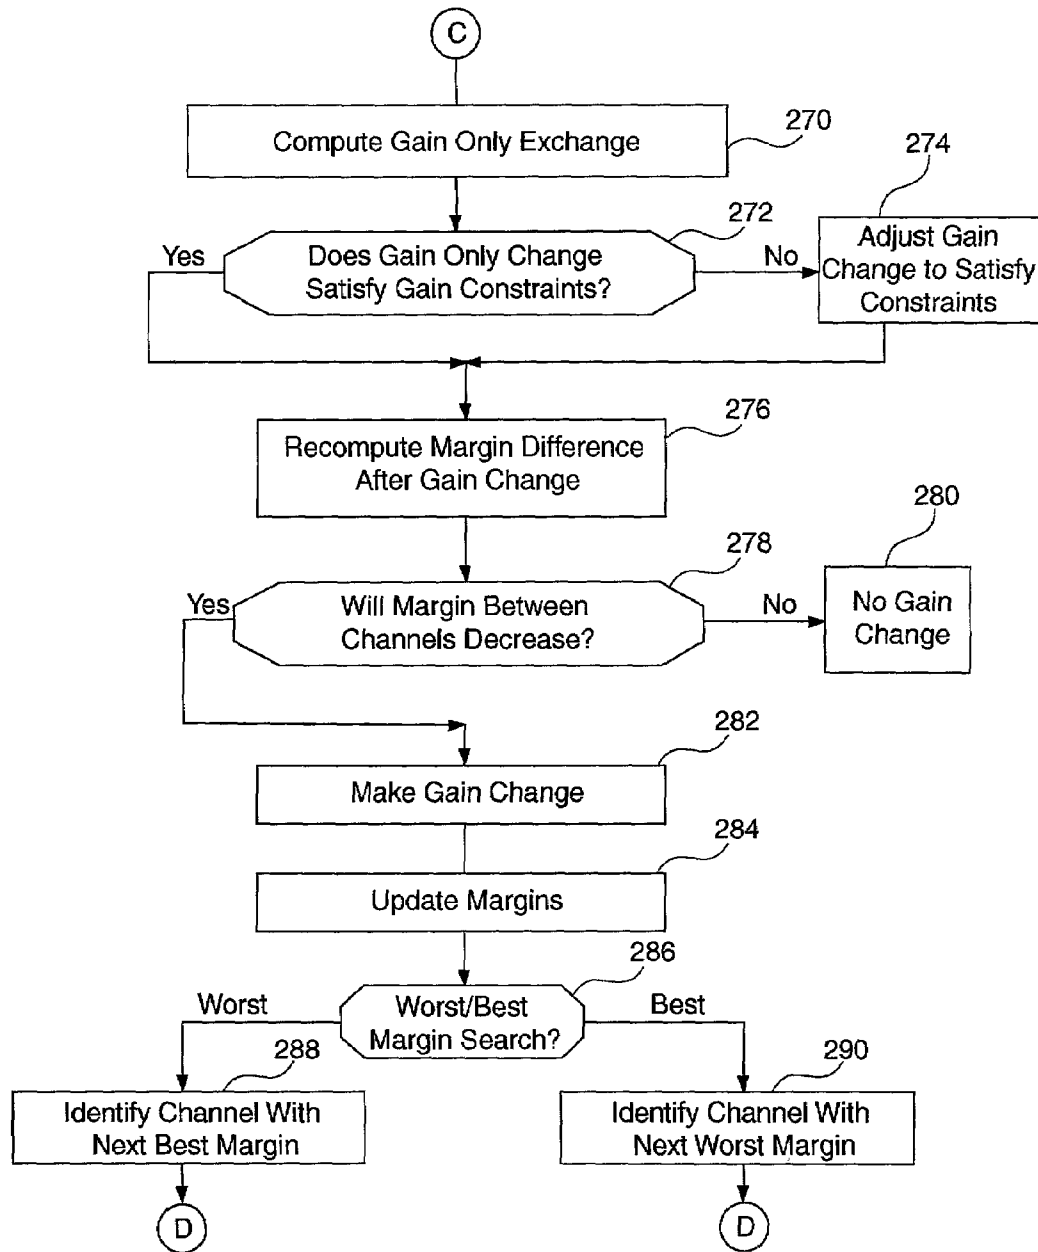 C
Compute Gain Only Exchange
270
274
272
Yes
Does Gain Only Change
Satisfy Gain Constraints?
No
Adjust Gain
Change to Satisfy
Constraints
276
Recompute Margin Difference
After Gain Change
280
278
Yes
Will Margin Between
Channels Decrease?
No
No Gain
Change
282
Make Gain Change
284
Update Margins
286
Worst
Worst/Best
Margin Search?
Best
288
290
Identify Channel With
Next Best Margin
Identify Channel With
Next Worst Margin
D
D